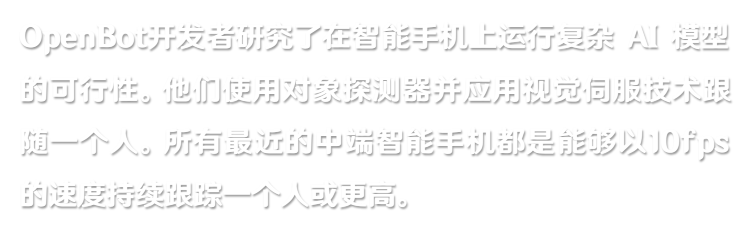 OpenBot开发者研究了在智能手机上运行复杂 AI 模型
的可行性。他们使用对象探测器并应用视觉伺服技术跟
随一个人。所有最近的中端智能手机都是能够以10fps
的速度持续跟踪一个人或更高。